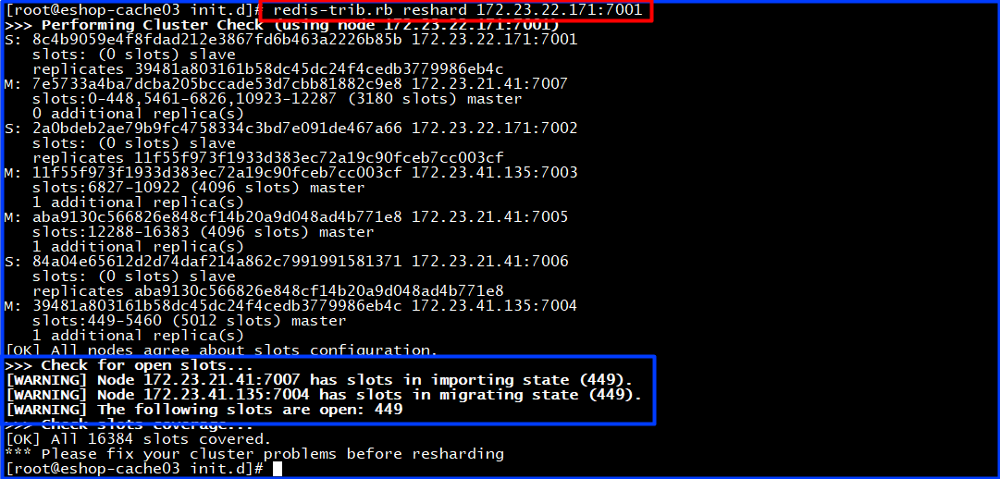 [root@eshop-cache03 init.d]# redis-trib.rb reshard 172.23.22.171:7001
>>> Performing Cluster Check (using node 172.23.22.171:7001)
S: 8c4b9059e4f8fdad212e3867fd6b463a2226b85b 172.23.22.171:7001
   slots: (0 slots) slave
   replicates 39481a803161b58dc45dc24f4cedb3779986eb4c
M: 7e5733a4ba7dcba205bccade53d7cbb81882c9e8 172.23.21.41:7007
   slots:0-448,5461-6826,10923-12287 (3180 slots) master
   0 additional replica(s)
S: 2a0bdeb2ae79b9fc4758334c3bd7e091de467a66 172.23.22.171:7002
   slots: (0 slots) slave
   replicates 11f55f973f1933d383ec72a19c90fceb7cc003cf
M: 11f55f973f1933d383ec72a19c90fceb7cc003cf 172.23.41.135:7003
   slots:6827-10922 (4096 slots) master
   1 additional replica(s)
M: aba9130c566826e848cf14b20a9d048ad4b771e8 172.23.21.41:7005
   slots:12288-16383 (4096 slots) master
   1 additional replica(s)
S: 84a04e65612d2d74daf214a862c7991991581371 172.23.21.41:7006
   slots: (0 slots) slave
   replicates aba9130c566826e848cf14b20a9d048ad4b771e8
M: 39481a803161b58dc45dc24f4cedb3779986eb4c 172.23.41.135:7004
   slots:449-5460 (5012 slots) master
   1 additional replica(s)
[OK] All nodes agree about slots configuration.
>>> Check for open slots...
[WARNING] Node 172.23.21.41:7007 has slots in importing state (449).
[WARNING] Node 172.23.41.135:7004 has slots in migrating state (449).
[WARNING] The following slots are open: 449
>>> Check slots coverage...
[OK] All 16384 slots covered.
*** Please fix your cluster problems before resharding
[root@eshop-cache03 init.d]#